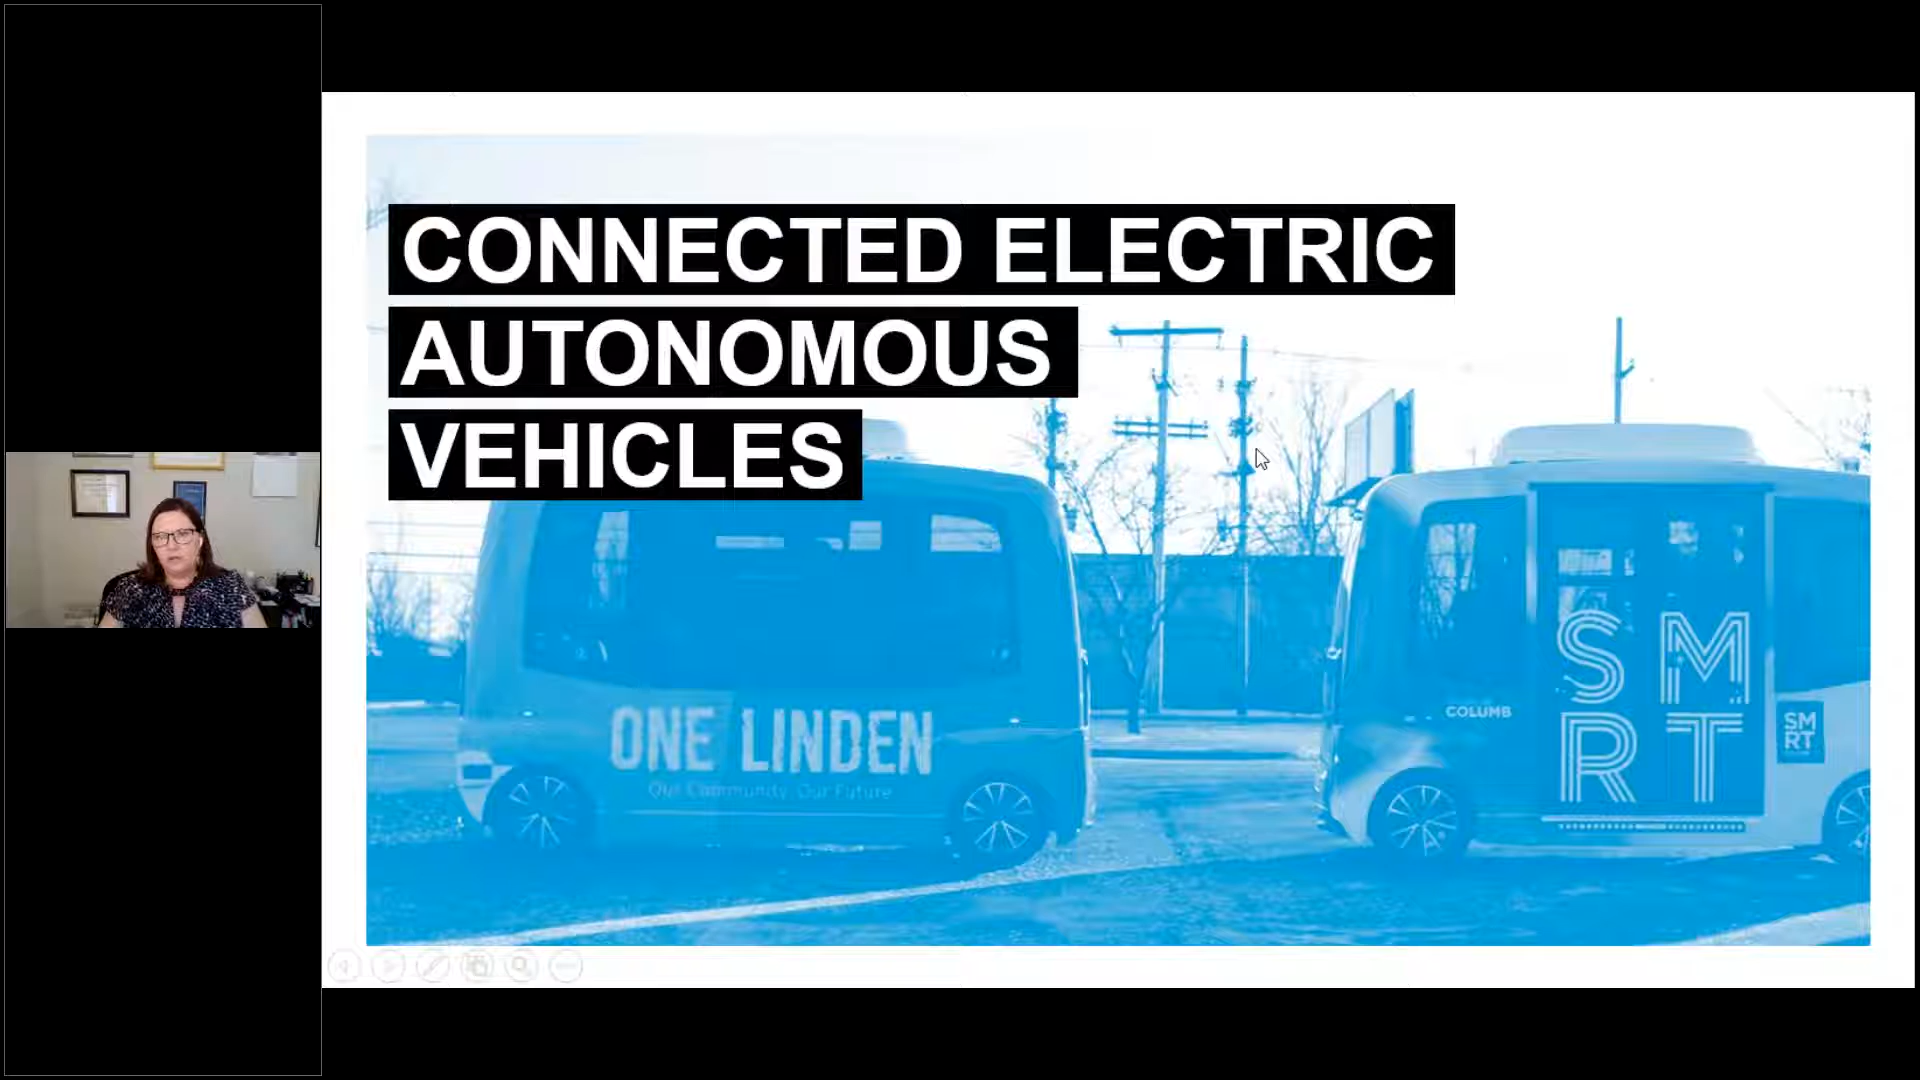 CONNECTED ELECTRIC
AUTONOMOUS
VEHICLES
ONE LINDEN
Our Community, Our Future
COLUMB
SM
RT
SM
RT